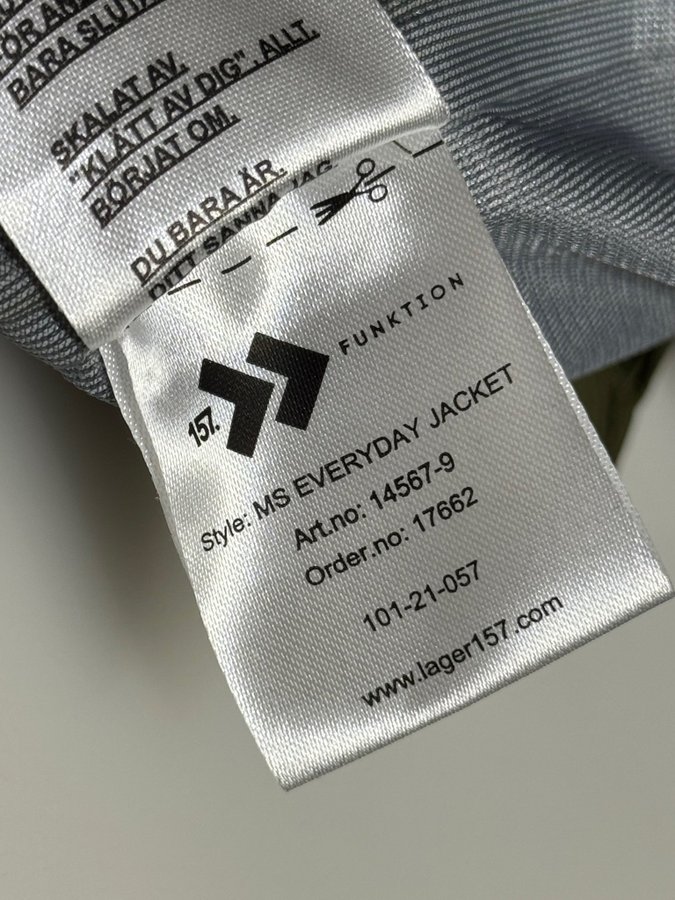 BARA SLUTA
SKALAT AV.
"KLÄTT AV DIG". ALLT.
BÖRJAT OM.
DU BARA ÄR.
DITT SANNA JAG.
157.
FUNKTION
Style: MS EVERYDAY JACKET
Art.no: 14567-9
Order.no: 17662
101-21-057
www.lager157.com